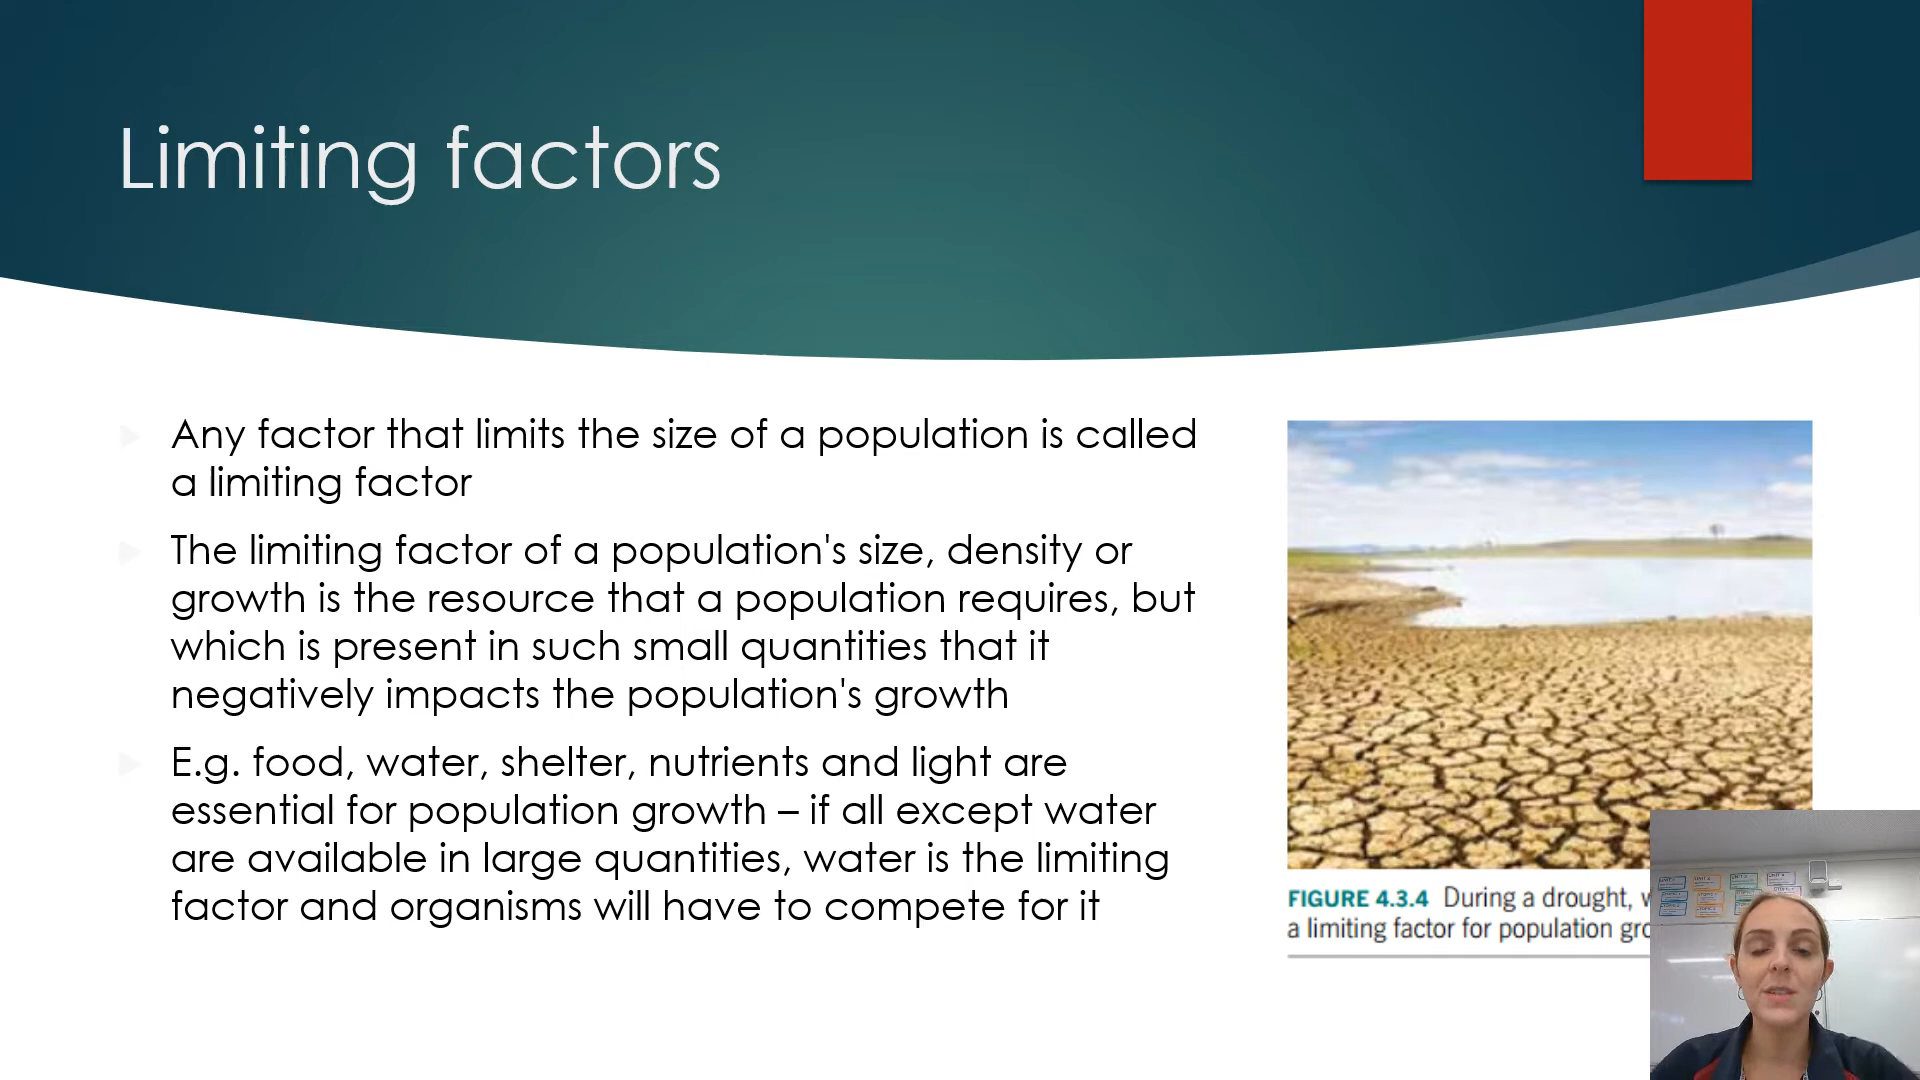 Limiting factors
Any factor that limits the size of a population is called
a limiting factor
The limiting factor of a population's size, density or
growth is the resource that a population requires, but
which is present in such small quantities that it
negatively impacts the population's growth
E.g. food, water, shelter, nutrients and light are
essential for population growth – if all except water
are available in large quantities, water is the limiting
factor and organisms will have to compete for it
FIGURE 4.3.4 During a drought,
a limiting factor for population